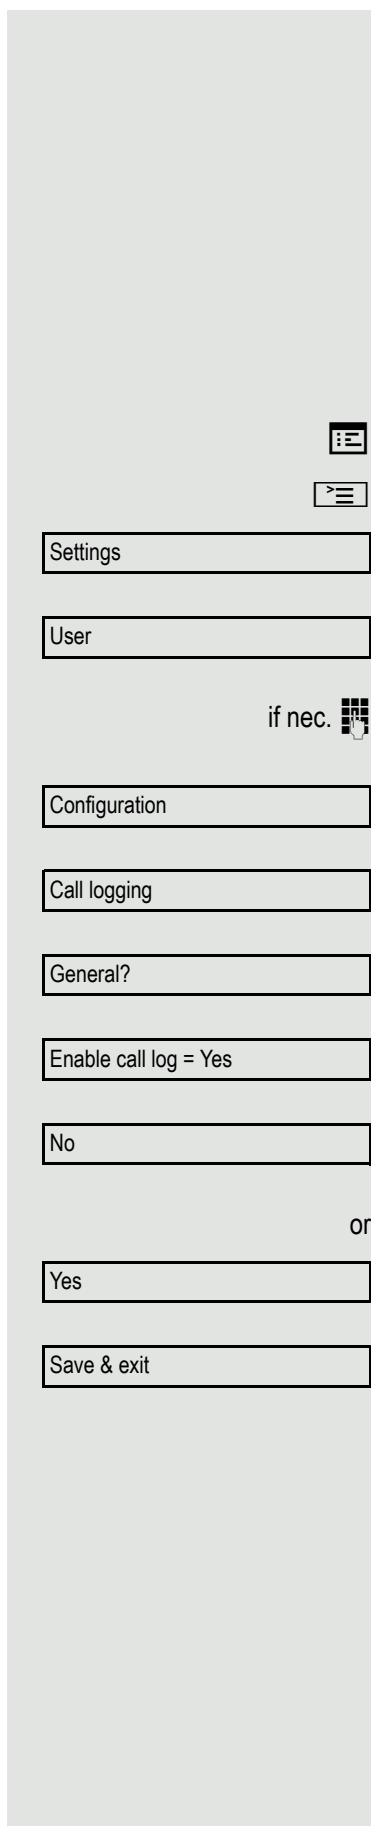 Settings
User
if nec.
Configuration
Call logging
General?
Enable call log = Yes
No
or
Yes
Save & exit